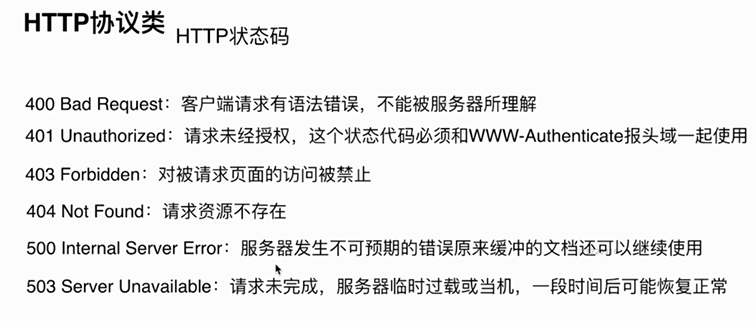 HTTP协议类
HTTP状态码
400 Bad Request：客户端请求有语法错误，不能被服务器所理解
401 Unauthorized：请求未经授权，这个状态代码必须和WWW-Authenticate报头域一起使用
403 Forbidden：对被请求页面的访问被禁止
404 Not Found：请求资源不存在
500 Internal Server Error：服务器发生不可预期的错误原来缓冲的文档还可以继续使用
503 Server Unavailable：请求未完成，服务器临时过载或当机，一段时间后可能恢复正常